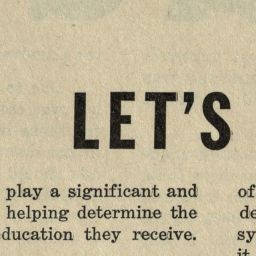 LET'S
play a significant and
helping determine the
ducation they receive.
of
de
sy
it